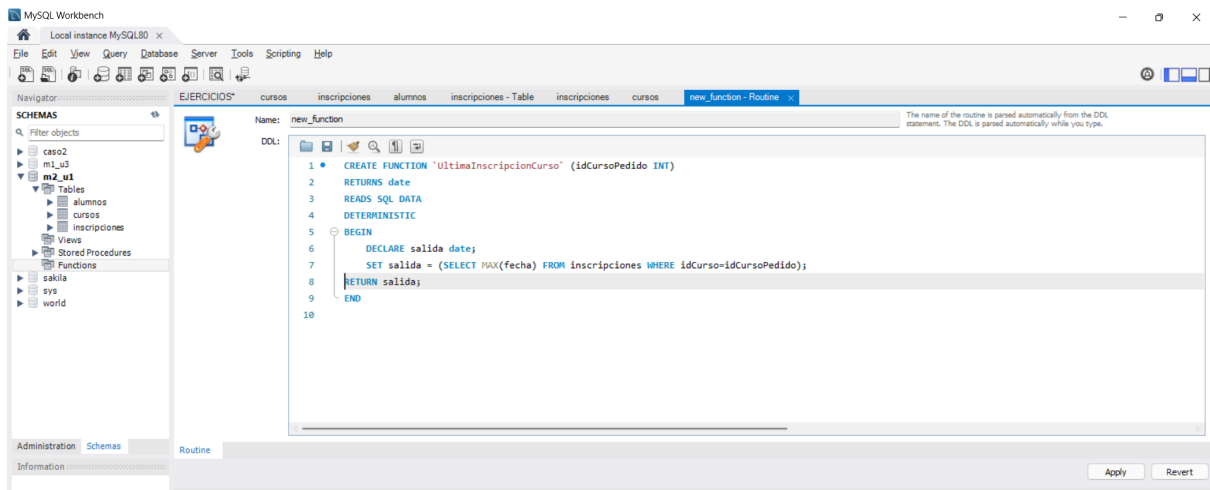 MySQL Workbench
Local instance MySQL80 ×
File Edit View Query Database Server Tools Scripting Help
Navigator
EJERCICIOS* cursos inscripciones alumnos inscripciones - Table inscripciones cursos new_function - Routine ×
SCHEMAS
Filter objects
caso2
m1_u3
m2_u1
Tables
alumnos
cursos
inscripciones
Views
Stored Procedures
Functions
sakila
sys
world
Name: new_function
The name of the routine is parsed automatically from the DDL
statement. The DDL is parsed automatically while you type.
DDL:
1 CREATE FUNCTION `UltimaInscripcionCurso` (idCursoPedido INT)
2 RETURNS date
3 READS SQL DATA
4 DETERMINISTIC
5 BEGIN
6 DECLARE salida date;
7 SET salida = (SELECT MAX(fecha) FROM inscripciones WHERE idCurso=idCursoPedido);
8 RETURN salida;
9 END
10
Administration Schemas
Routine
Information
Apply Revert